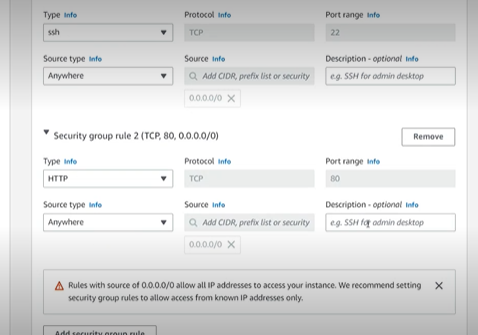 Type Info Protocol Info Port range Info
ssh TCP 22
Source type Info Source Info Description - optional Info
Anywhere Add CIDR, prefix list or security e.g. SSH for admin desktop
0.0.0.0/0
Security group rule 2 (TCP, 80, 0.0.0.0/0) Remove
Type Info Protocol Info Port range Info
HTTP TCP 80
Source type Info Source Info Description - optional Info
Anywhere Add CIDR, prefix list or security e.g. SSH for admin desktop
0.0.0.0/0
Rules with source of 0.0.0.0/0 allow all IP addresses to access your instance. We recommend setting
security group rules to allow access from known IP addresses only.
Add security group rule